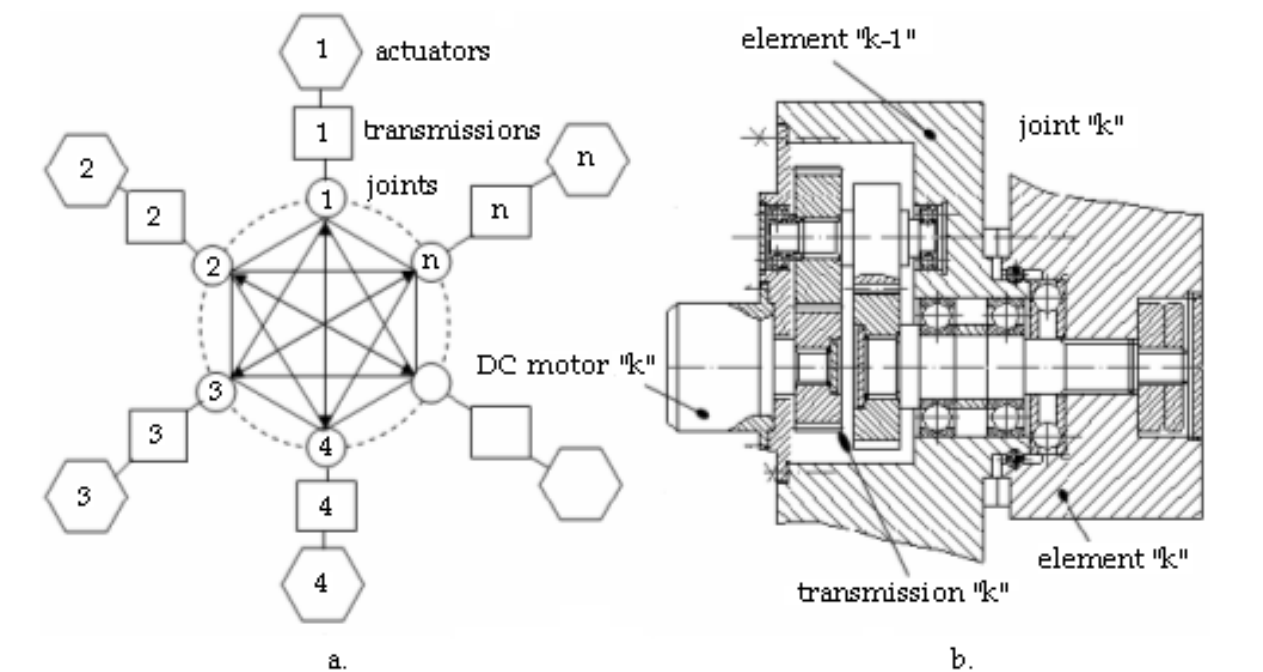 1
actuators
1
transmissions
joints
1
2
2
2
n
n
n
3
3
3
4
4
4
a.
element "k-1"
joint "k"
DC motor "k"
element "k"
transmission "k"
b.